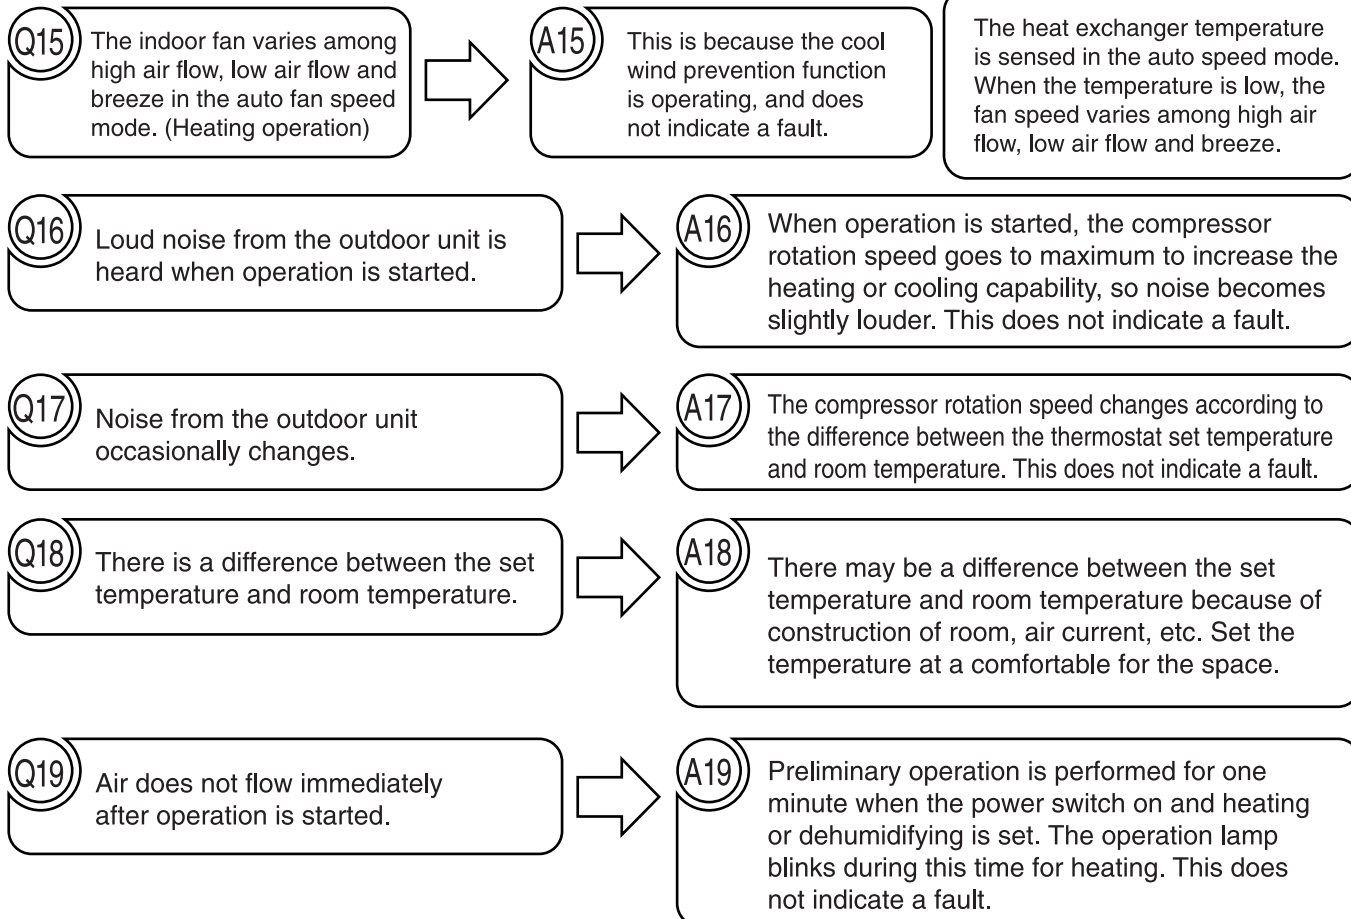 Q15
The indoor fan varies among
high air flow, low air flow and
breeze in the auto fan speed
mode. (Heating operation)
A15
This is because the cool
wind prevention function
is operating, and does
not indicate a fault.
The heat exchanger temperature
is sensed in the auto speed mode.
When the temperature is low, the
fan speed varies among high air
flow, low air flow and breeze.
Q16
Loud noise from the outdoor unit is
heard when operation is started.
A16
When operation is started, the compressor
rotation speed goes to maximum to increase the
heating or cooling capability, so noise becomes
slightly louder. This does not indicate a fault.
Q17
Noise from the outdoor unit
occasionally changes.
A17
The compressor rotation speed changes according to
the difference between the thermostat set temperature
and room temperature. This does not indicate a fault.
Q18
There is a difference between the set
temperature and room temperature.
A18
There may be a difference between the set
temperature and room temperature because of
construction of room, air current, etc. Set the
temperature at a comfortable for the space.
Q19
Air does not flow immediately
after operation is started.
A19
Preliminary operation is performed for one
minute when the power switch on and heating
or dehumidifying is set. The operation lamp
blinks during this time for heating. This does
not indicate a fault.